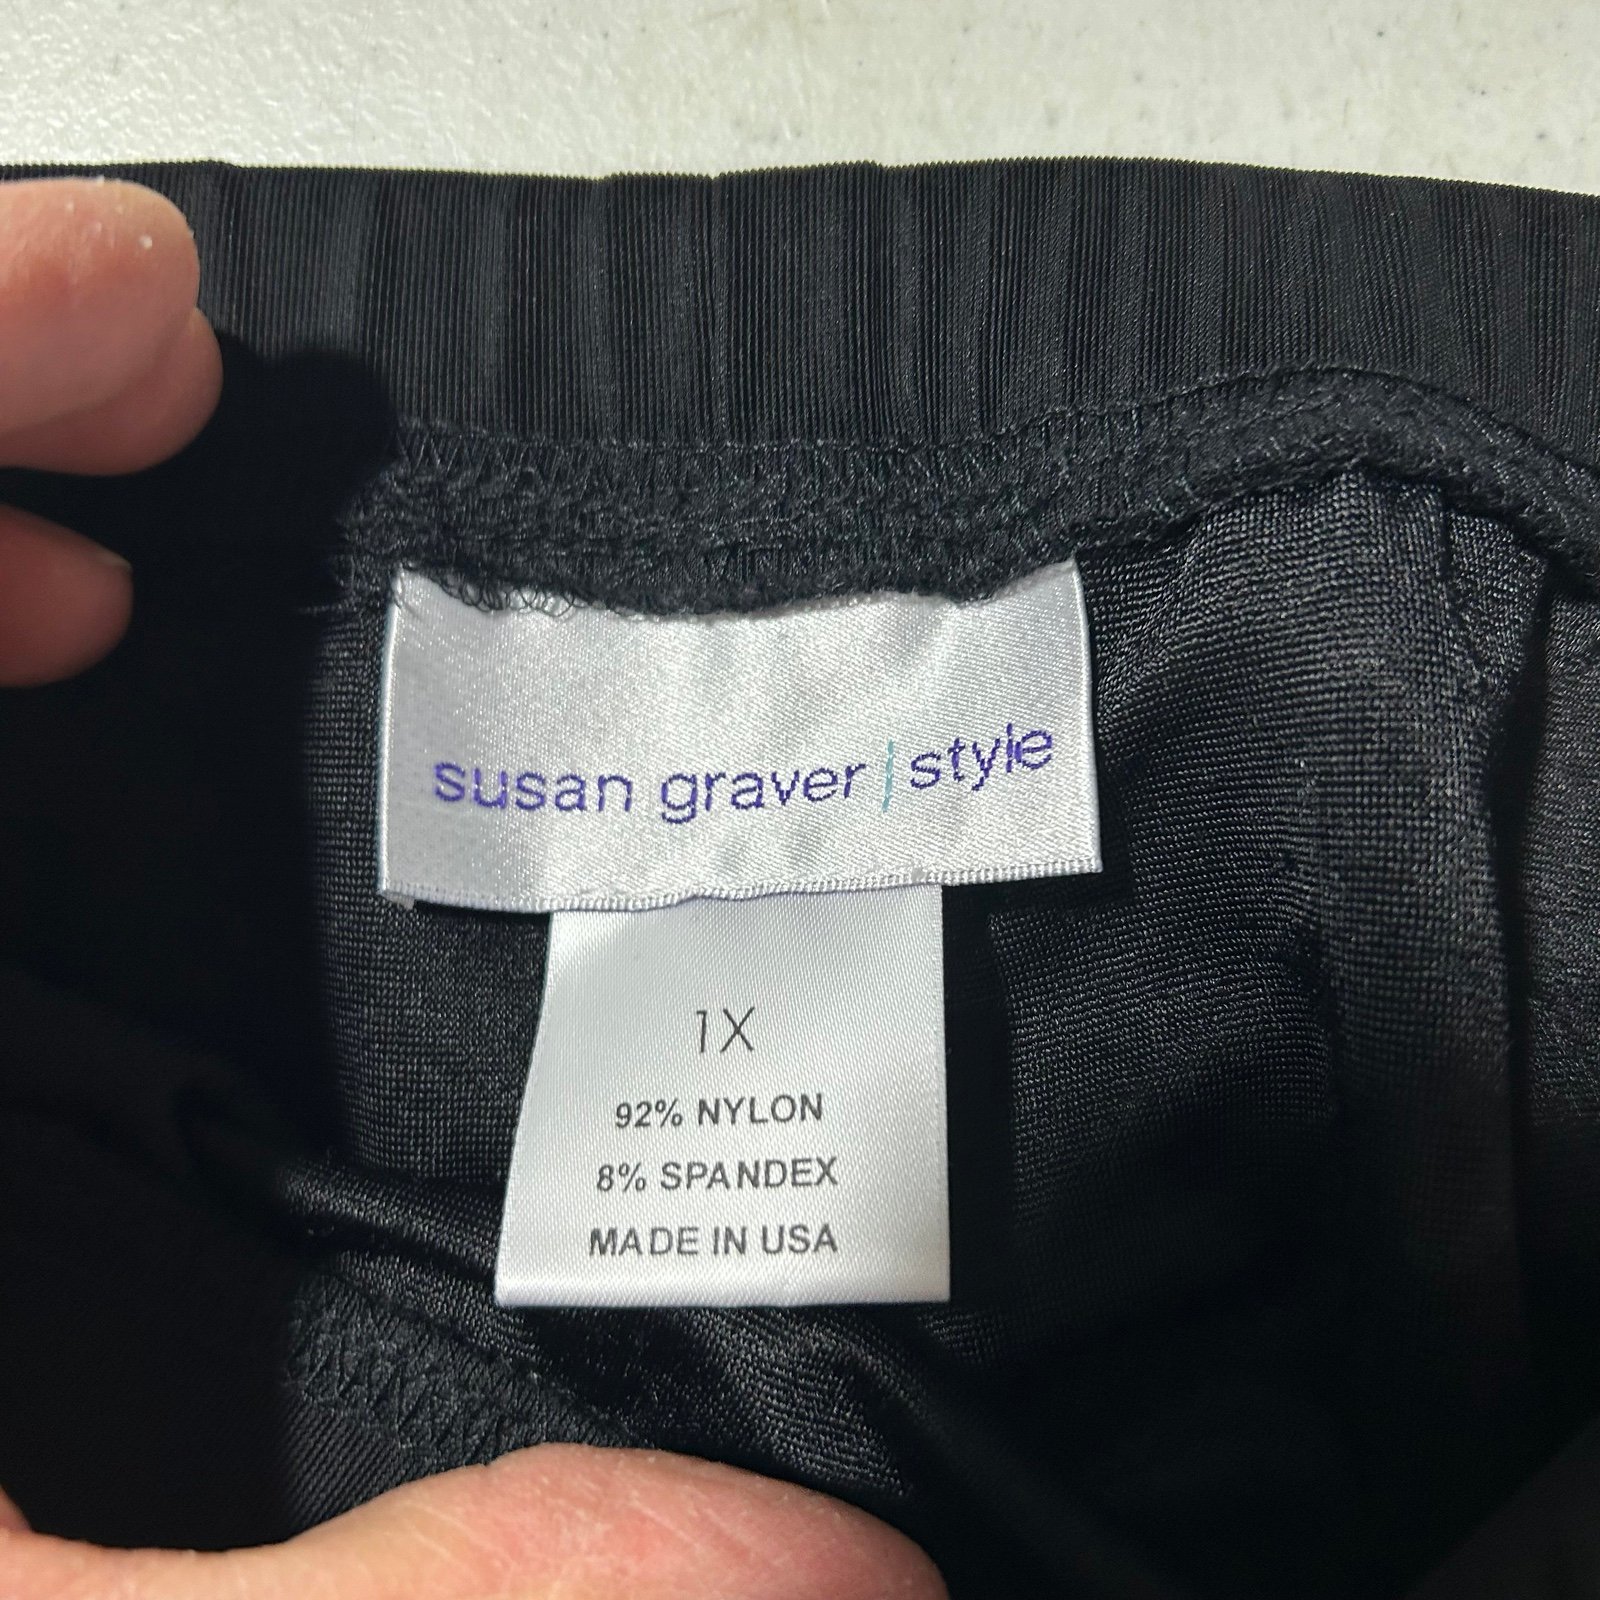 susan graver | style
1X
92% NYLON
8% SPANDEX
MADE IN USA